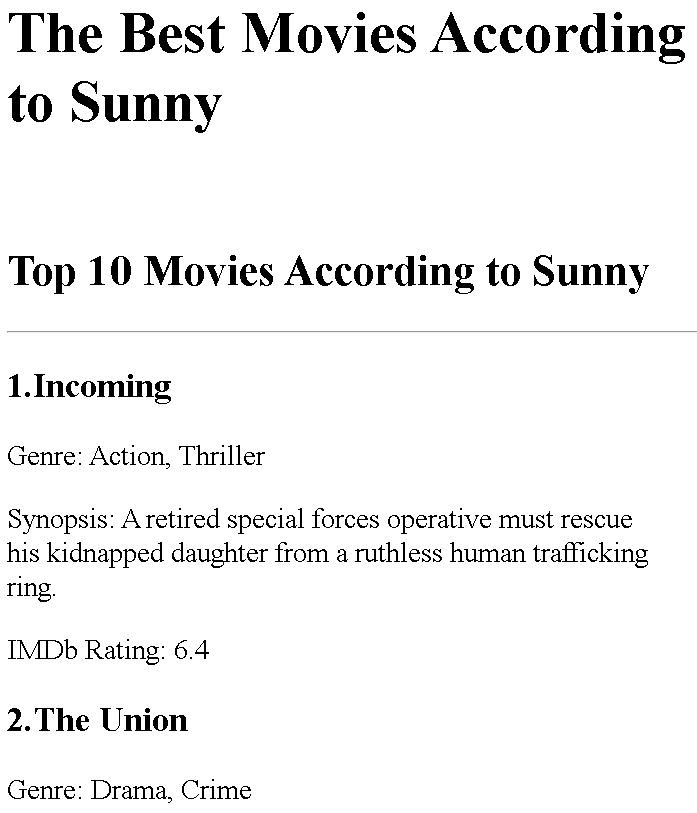 The Best Movies According
to Sunny
Top 10 Movies According to Sunny
1.Incoming
Genre: Action, Thriller
Synopsis: A retired special forces operative must rescue
his kidnapped daughter from a ruthless human trafficking
ring.
IMDb Rating: 6.4
2.The Union
Genre: Drama, Crime